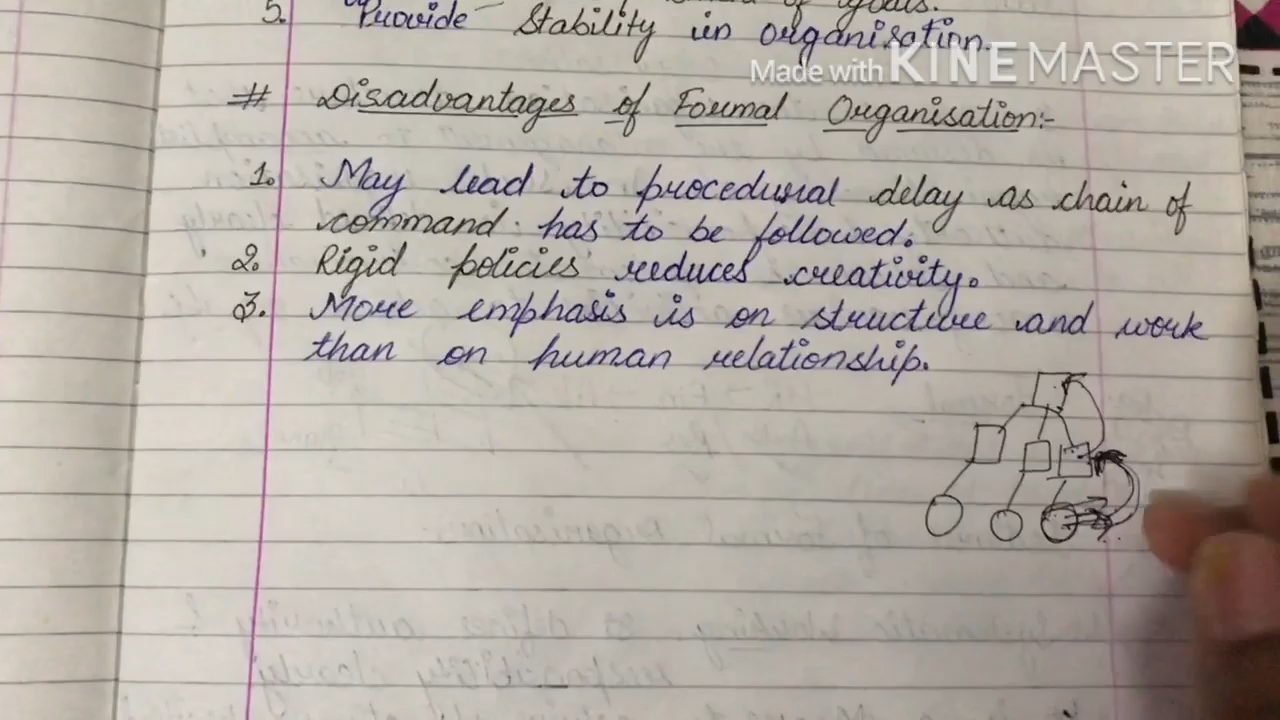 goals.
5. Provide Stability in organisation.
Made with KINEMASTER
# Disadvantages of Formal Organisation:-
1. May lead to procedural delay as chain of
command has to be followed.
2. Rigid policies reduces creativity.
3. More emphasis is on structure and work
than on human relationship.